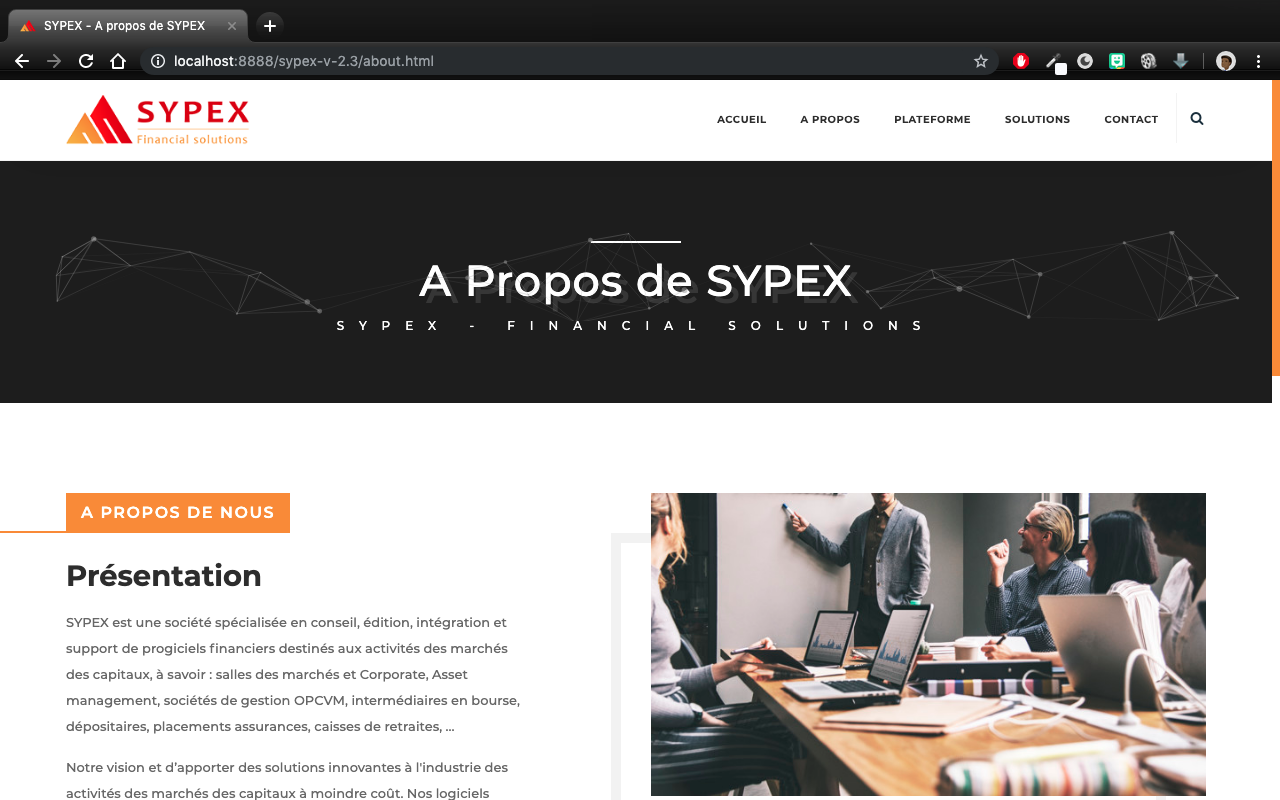 SYPEX - A propos de SYPEX
localhost:8888/sypex-v-2.3/about.html
SYPEX
Financial solutions
ACCUEIL
A PROPOS
PLATEFORME
SOLUTIONS
CONTACT
A Propos de SYPEX
SYPEX - FINANCIAL SOLUTIONS
A PROPOS DE NOUS
Présentation
SYPEX est une société spécialisée en conseil, édition, intégration et
support de progiciels financiers destinés aux activités des marchés
des capitaux, à savoir : salles des marchés et Corporate, Asset
management, sociétés de gestion OPCVM, intermédiaires en bourse,
dépositaires, placements assurances, caisses de retraites, ...
Notre vision et d’apporter des solutions innovantes à l'industrie des
activités des marchés des capitaux à moindre coût. Nos logiciels